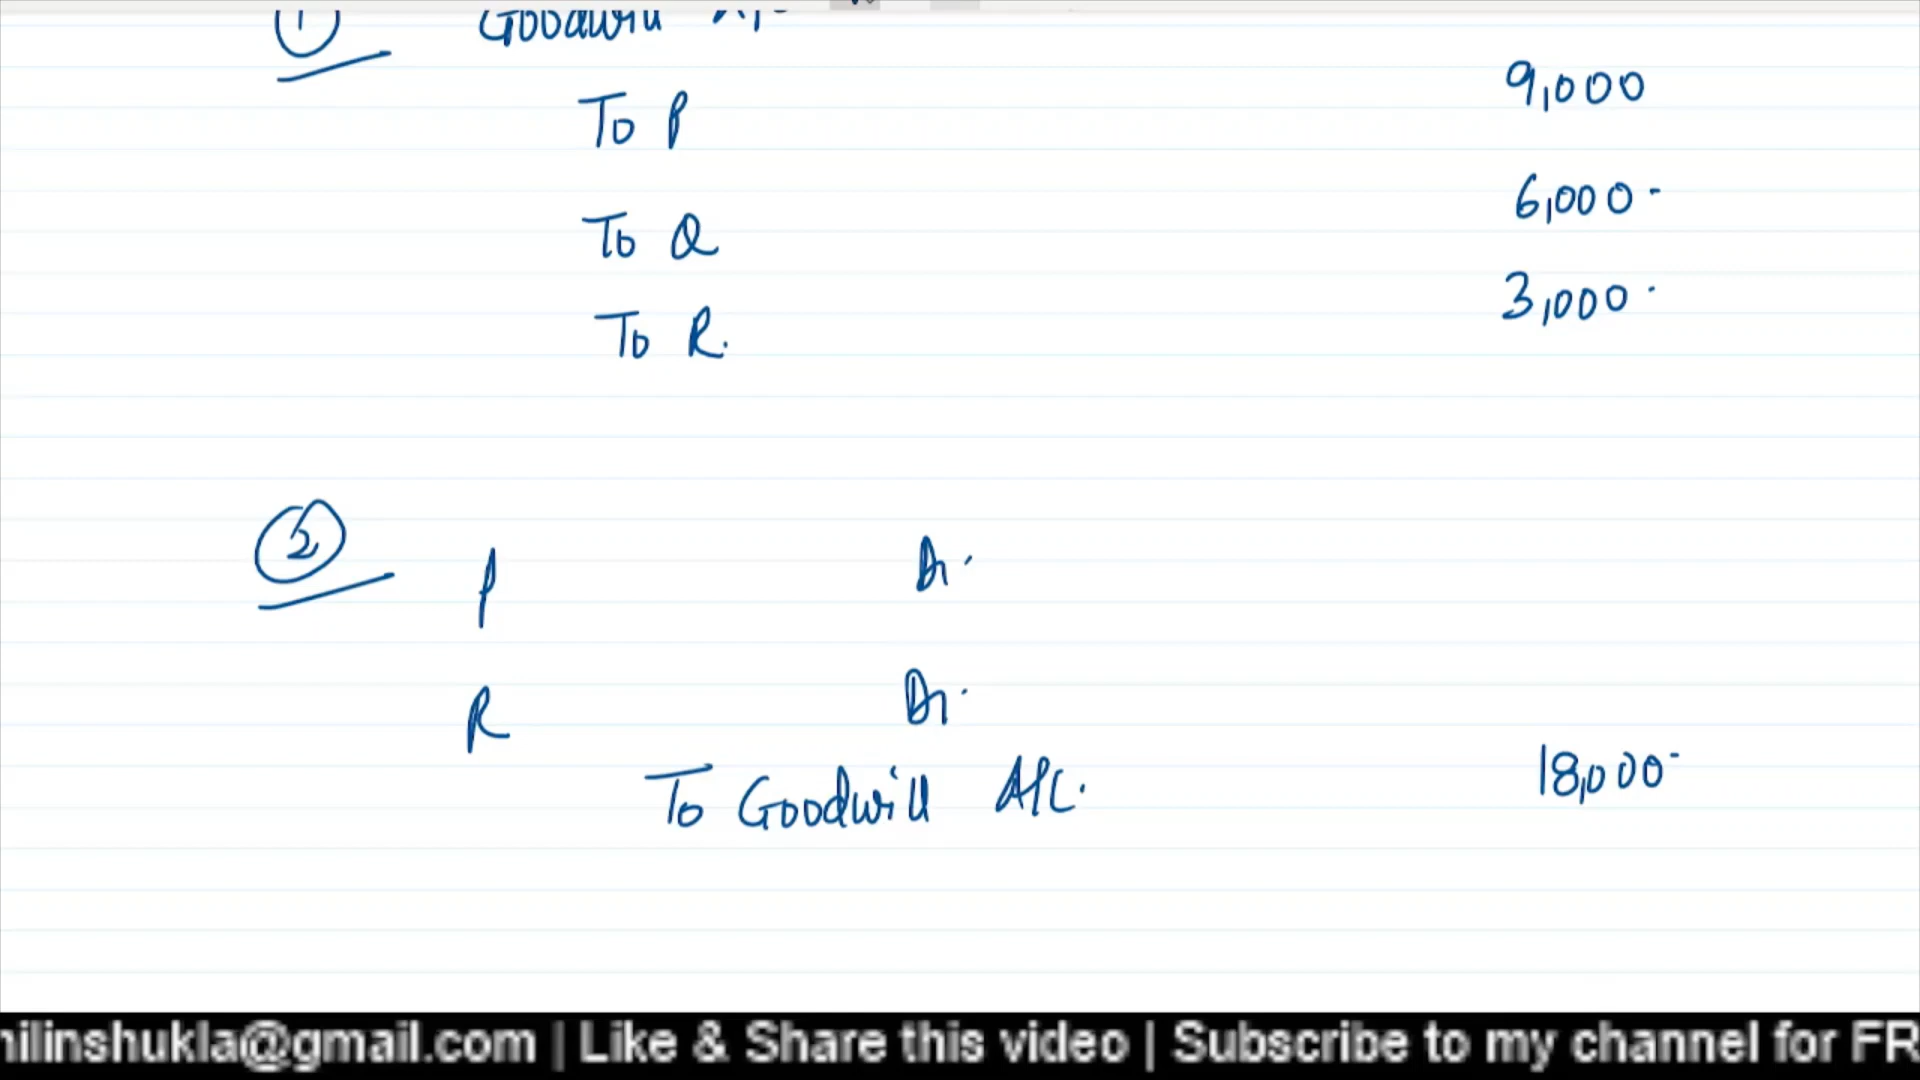 ① Goodwill A/c
9,000
To P
6,000
To Q
3,000
To R.
② P Dr.
R Dr.
To Goodwill A/c. 18,000
hilinshukla@gmail.com | Like & Share this video | Subscribe to my channel for FR